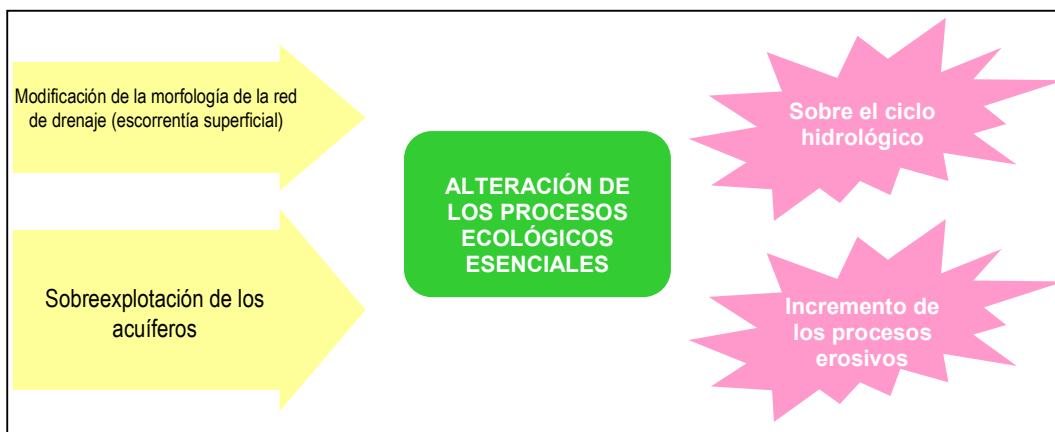 Modificación de la morfología de la red
de drenaje (escorrentía superficial)
Sobreexplotación de los
acuíferos
ALTERACIÓN DE
LOS PROCESOS
ECOLÓGICOS
ESENCIALES
Sobre el ciclo
hidrológico
Incremento de
los procesos
erosivos